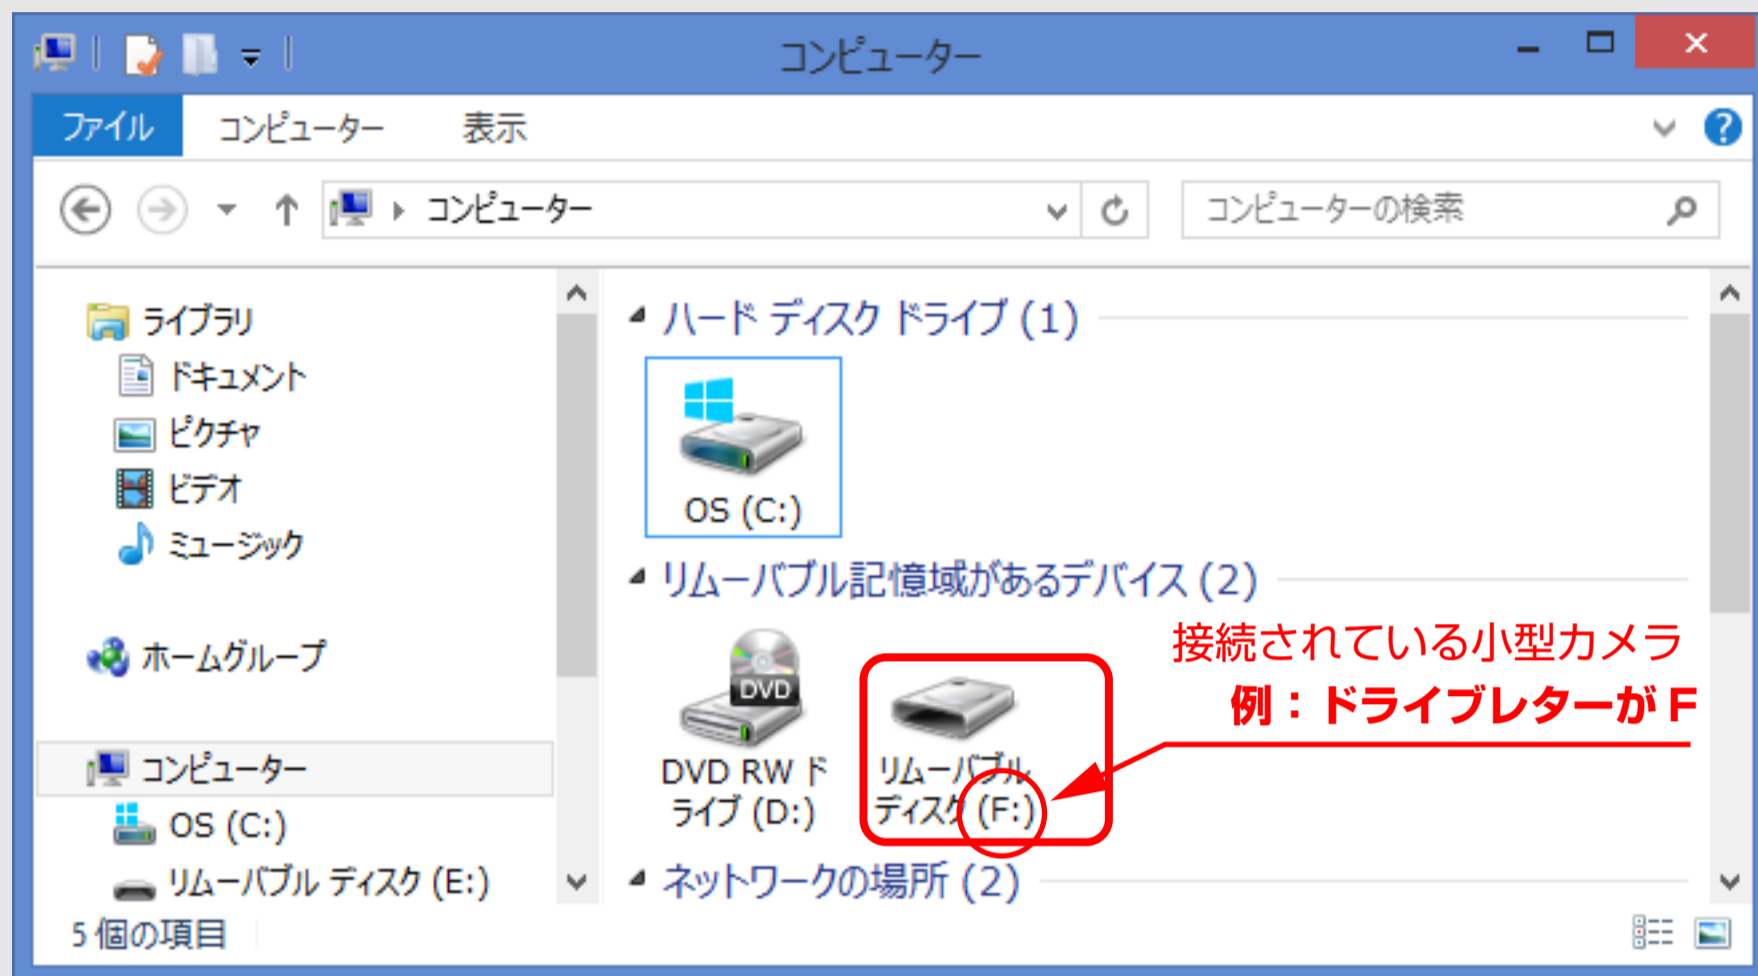 コンピューター
ファイル
コンピューター
表示
コンピューター
コンピューターの検索
ライブラリ
ドキュメント
ピクチャ
ビデオ
ミュージック
ホームグループ
コンピューター
OS (C:)
リムーバブル ディスク (E:)
ハード ディスク ドライブ (1)
OS (C:)
リムーバブル記憶域があるデバイス (2)
DVD
DVD RW ド
ライブ (D:)
リムーバブル
ディスク (F:)
接続されている小型カメラ
例：ドライブレターが F
ネットワークの場所 (2)
5 個の項目